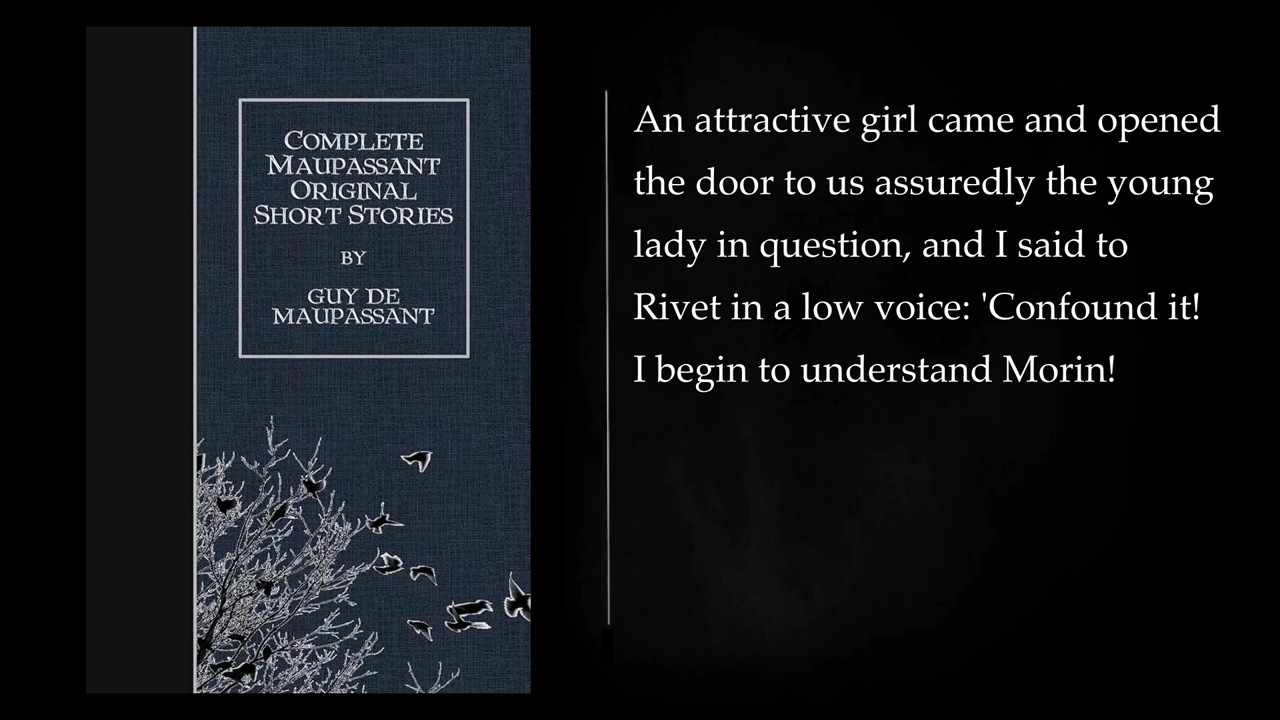 COMPLETE
MAUPASSANT
ORIGINAL
SHORT STORIES
BY
GUY DE
MAUPASSANT
An attractive girl came and opened
the door to us assuredly the young
lady in question, and I said to
Rivet in a low voice: 'Confound it!
I begin to understand Morin!